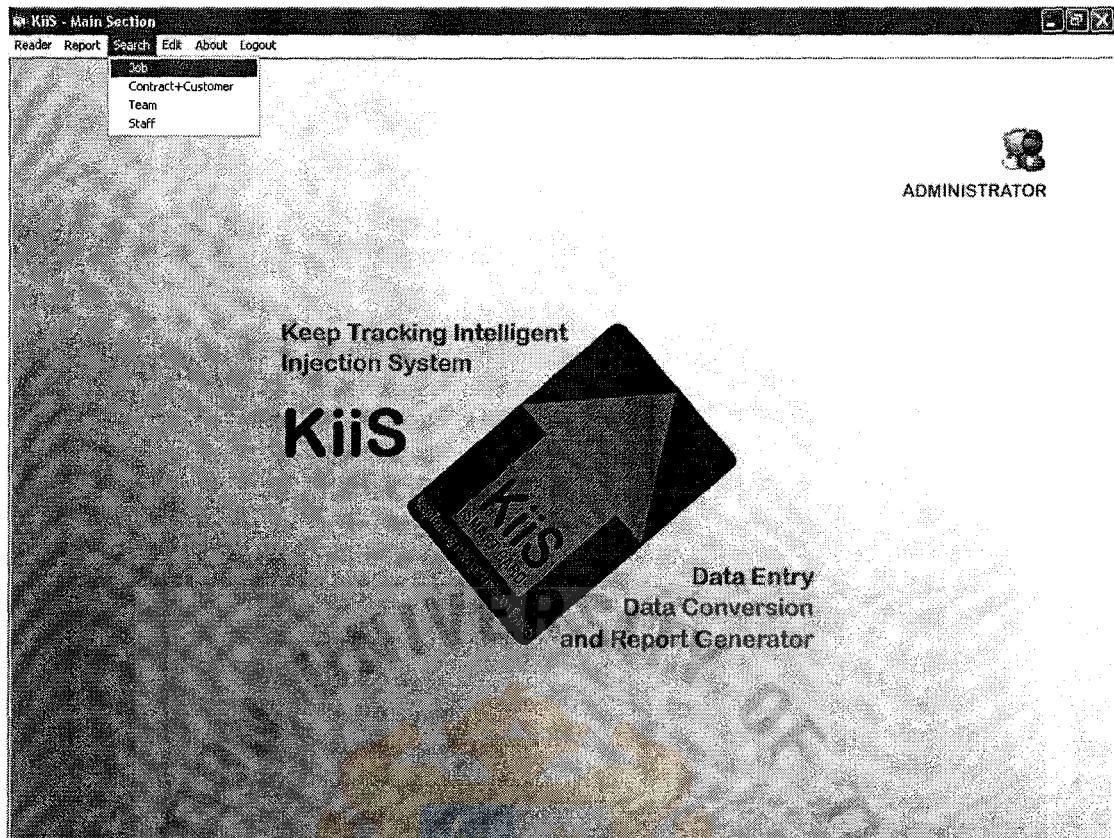 KiiS - Main Section
Reader Report Search Edit About Logout
Job
Contract+Customer
Team
Staff
ADMINISTRATOR
Keep Tracking Intelligent
Injection System
KiiS
KiiS
Data Entry
Data Conversion
and Report Generator